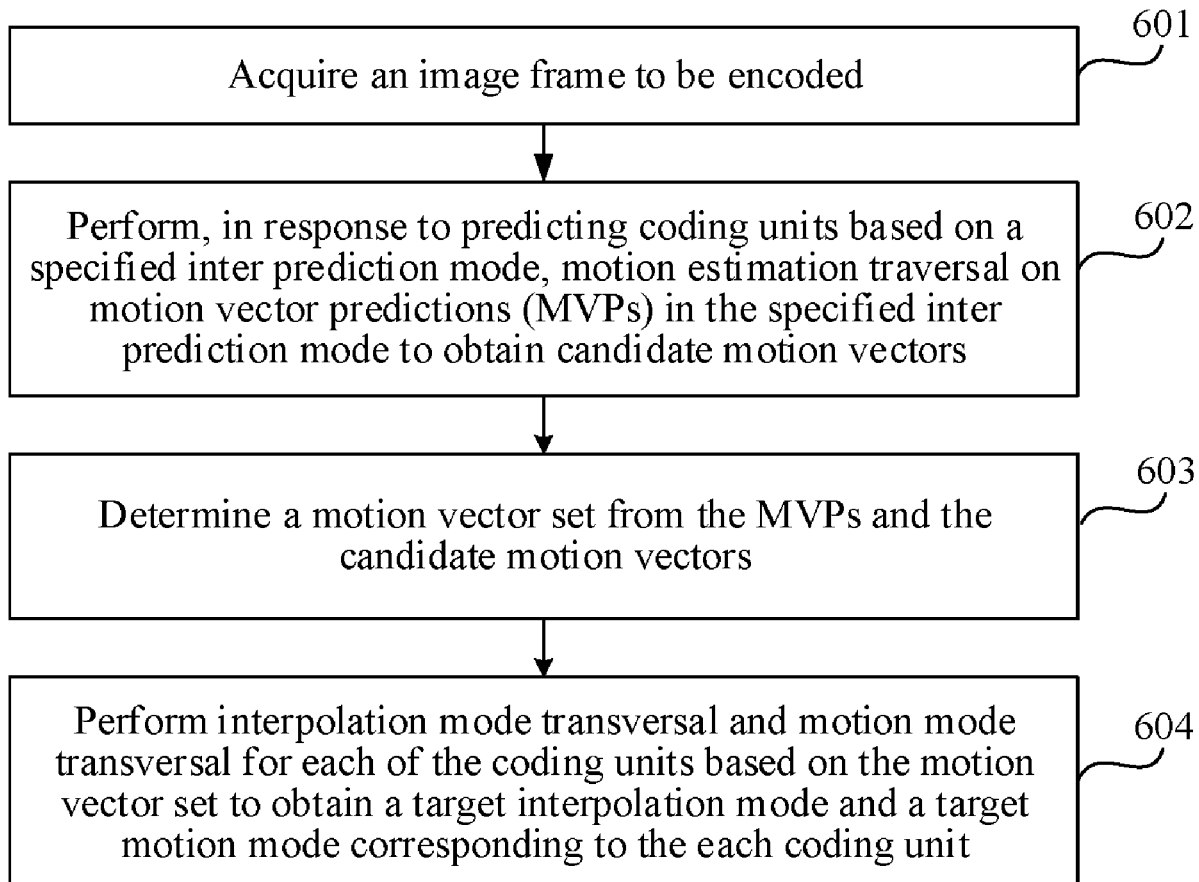 601
Acquire an image frame to be encoded
602
Perform, in response to predicting coding units based on a
specified inter prediction mode, motion estimation traversal on
motion vector predictions (MVPs) in the specified inter
prediction mode to obtain candidate motion vectors
603
Determine a motion vector set from the MVPs and the
candidate motion vectors
604
Perform interpolation mode transversal and motion mode
transversal for each of the coding units based on the motion
vector set to obtain a target interpolation mode and a target
motion mode corresponding to the each coding unit